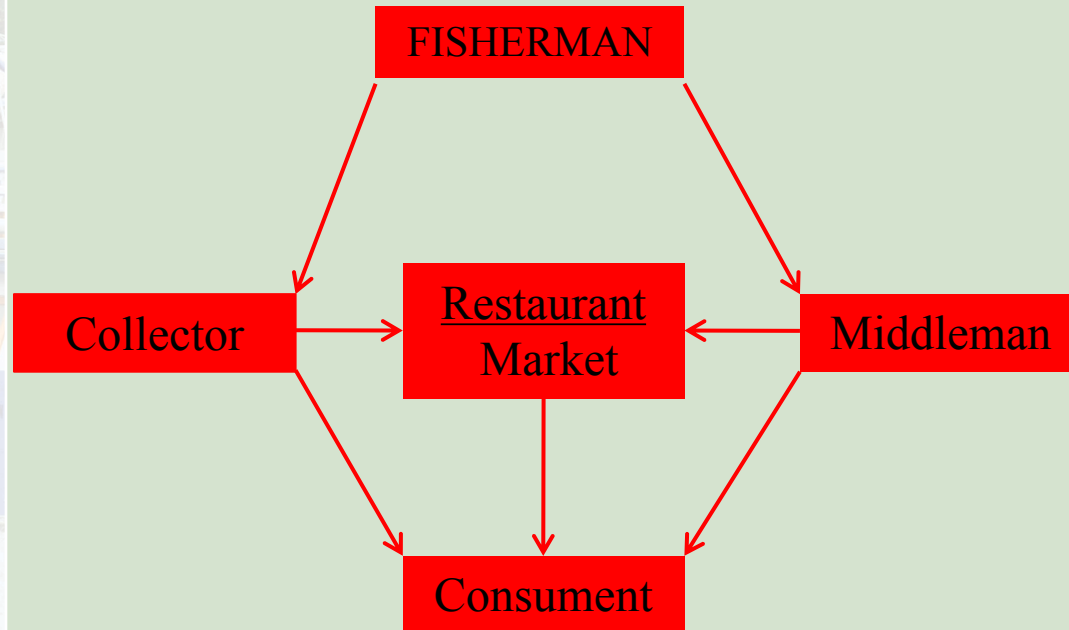 FISHERMAN
Collector
Restaurant
Market
Middleman
Consument